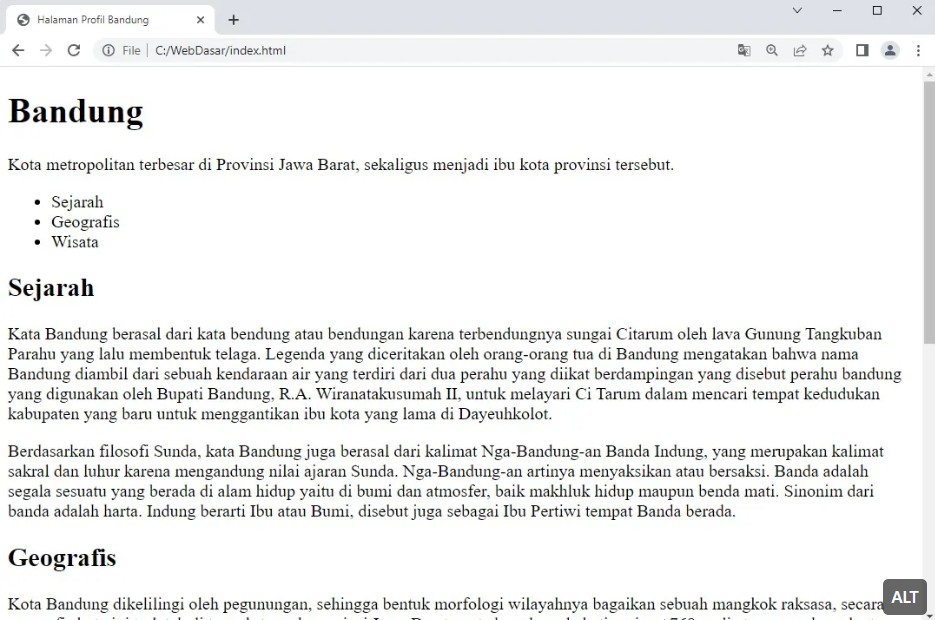 Halaman Profil Bandung
File
C:/WebDasar/index.html
Bandung
Kota metropolitan terbesar di Provinsi Jawa Barat, sekaligus menjadi ibu kota provinsi tersebut.
Sejarah
Geografis
Wisata
Sejarah
Kata Bandung berasal dari kata bendung atau bendungan karena terbendungnya sungai Citarum oleh lava Gunung Tangkuban
Parahu yang lalu membentuk telaga. Legenda yang diceritakan oleh orang-orang tua di Bandung mengatakan bahwa nama
Bandung diambil dari sebuah kendaraan air yang terdiri dari dua perahu yang diikat berdampingan yang disebut perahu bandung
yang digunakan oleh Bupati Bandung, R.A. Wiranatakusumah II, untuk melayari Ci Tarum dalam mencari tempat kedudukan
kabupaten yang baru untuk menggantikan ibu kota yang lama di Dayeuhkolot.
Berdasarkan filosofi Sunda, kata Bandung juga berasal dari kalimat Nga-Bandung-an Banda Indung, yang merupakan kalimat
sakral dan luhur karena mengandung nilai ajaran Sunda. Nga-Bandung-an artinya menyaksikan atau bersaksi. Banda adalah
segala sesuatu yang berada di alam hidup yaitu di bumi dan atmosfer, baik makhluk hidup maupun benda mati. Sinonim dari
banda adalah harta. Indung berarti Ibu atau Bumi, disebut juga sebagai Ibu Pertiwi tempat Banda berada.
Geografis
Kota Bandung dikelilingi oleh pegunungan, sehingga bentuk morfologi wilayahnya bagaikan sebuah mangkok raksasa, secara
ALT